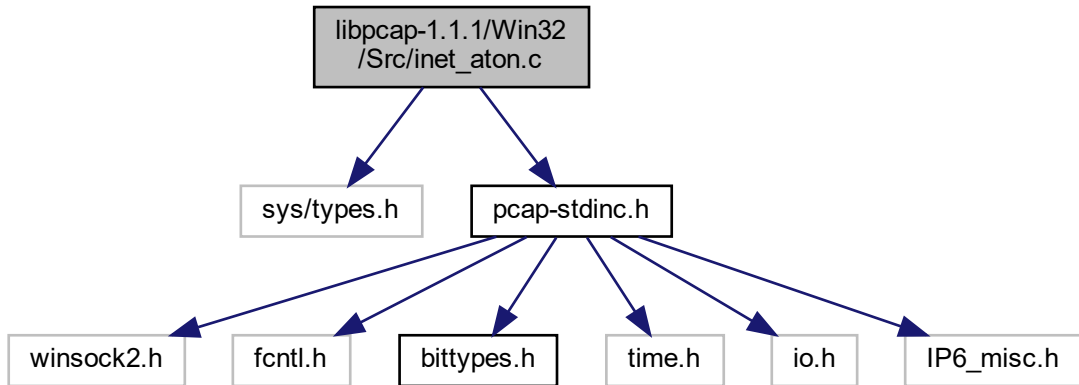 libpcap-1.1.1/Win32
/Src/inet_aton.c
sys/types.h
pcap-stdinc.h
winsock2.h
fcntl.h
bittypes.h
time.h
io.h
IP6_misc.h